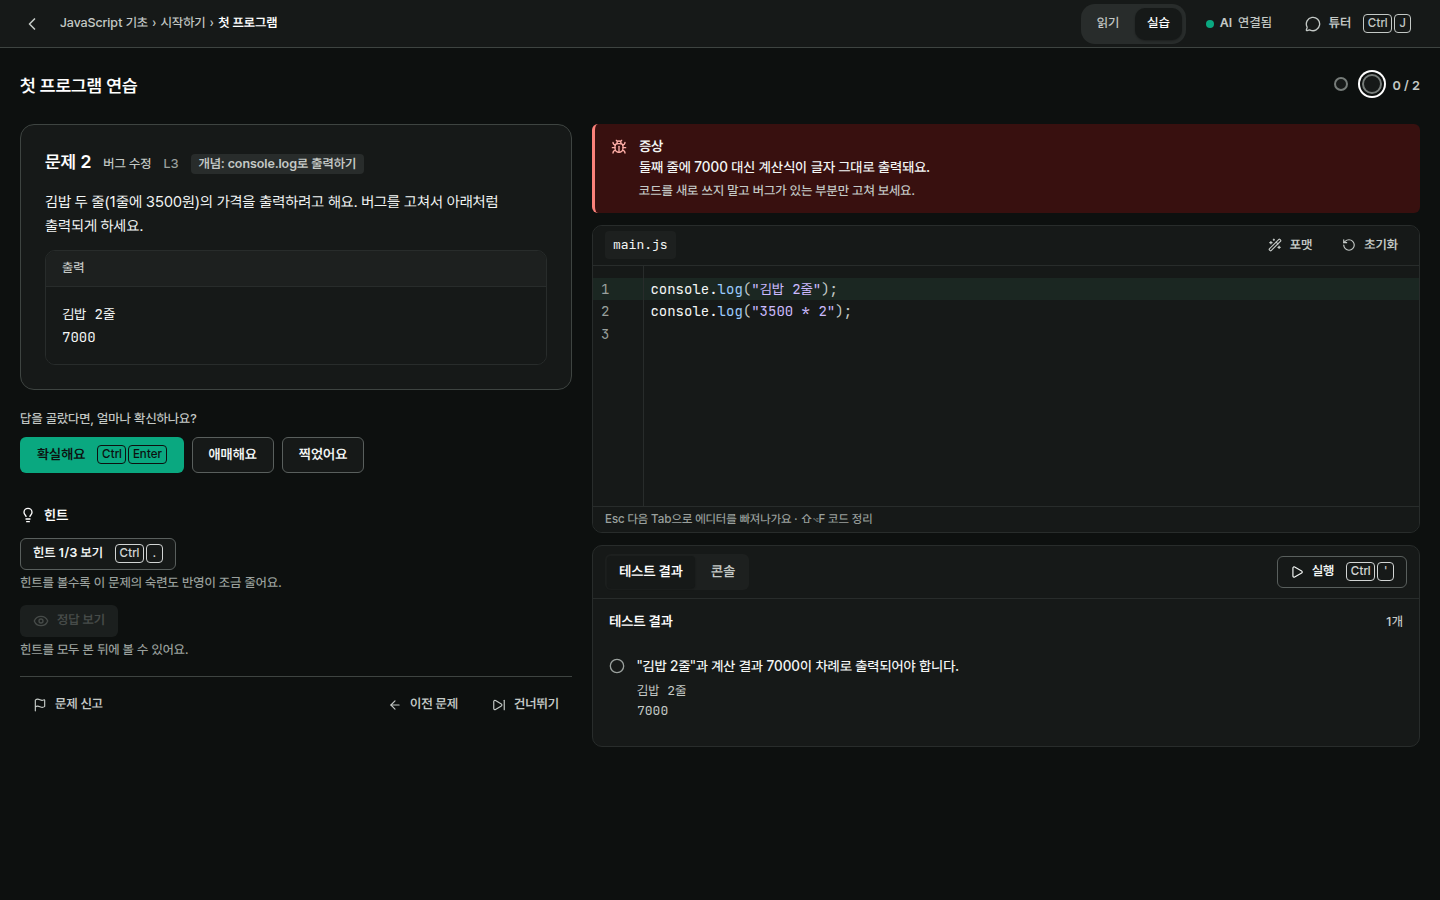 JavaScript 기초 › 시작하기 › 첫 프로그램
읽기 실습 AI 연결됨 튜터 Ctrl J
첫 프로그램 연습
0 / 2
문제 2 버그 수정 L3 개념: console.log로 출력하기
김밥 두 줄(1줄에 3500원)의 가격을 출력하려고 해요. 버그를 고쳐서 아래처럼
출력되게 하세요.
출력
김밥 2줄
7000
답을 골랐다면, 얼마나 확신하나요?
확실해요 Ctrl Enter 애매해요 찍었어요
힌트
힌트 1/3 보기 Ctrl .
힌트를 볼수록 이 문제의 숙련도 반영이 조금 줄어요.
정답 보기
힌트를 모두 본 뒤에 볼 수 있어요.
문제 신고 이전 문제 건너뛰기
증상
둘째 줄에 7000 대신 계산식이 글자 그대로 출력돼요.
코드를 새로 쓰지 말고 버그가 있는 부분만 고쳐 보세요.
main.js 포맷 초기화
1 console.log("김밥 2줄");
2 console.log("3500 * 2");
3
Esc 다음 Tab으로 에디터를 빠져나가요 · F 코드 정리
테스트 결과 콘솔 실행 Ctrl '
테스트 결과 1개
"김밥 2줄"과 계산 결과 7000이 차례로 출력되어야 합니다.
김밥 2줄
7000